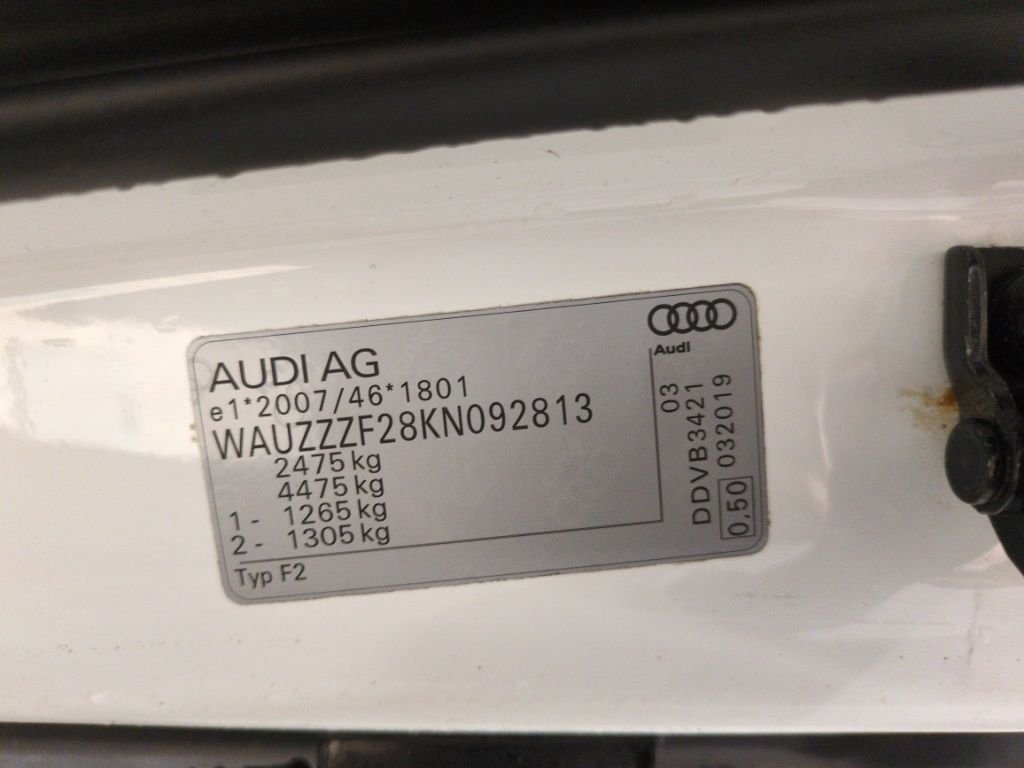 AUDI AG
e1*2007/46*1801
WAUZZZF28KN092813
2475 kg
4475 kg
1 - 1265 kg
2 - 1305 kg
Typ F2
Audi
DDVB3421 03
0,50 032019